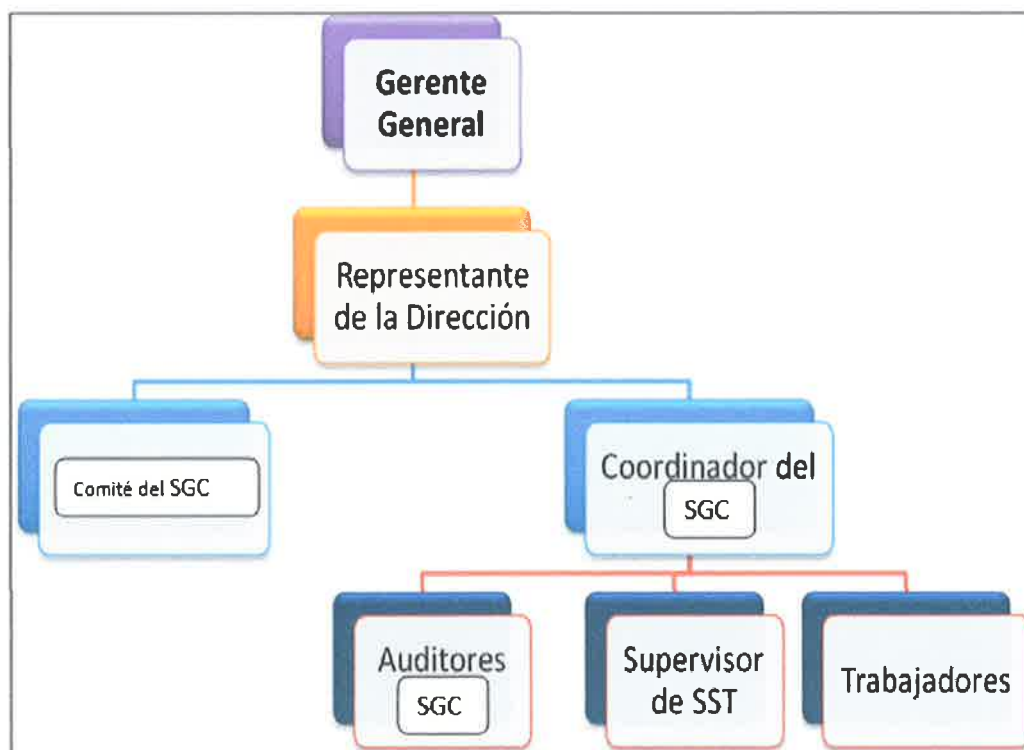 Gerente
General
Representante
de la Dirección
Comité del SGC
Coordinador del
SGC
Auditores
SGC
Supervisor
de SST
Trabajadores